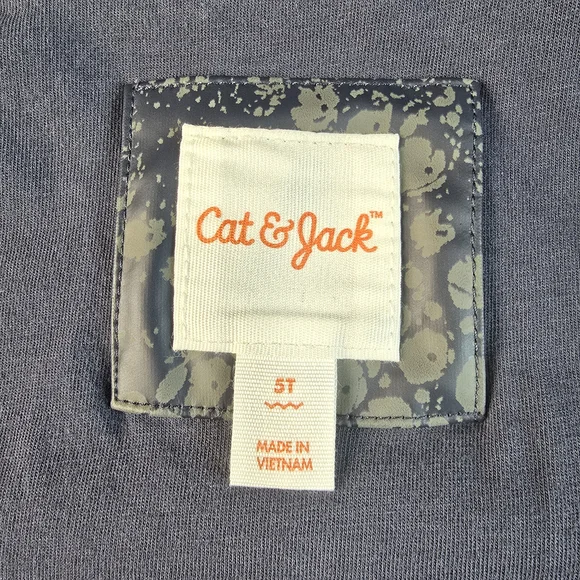 Cat & Jack™
5T
MADE IN
VIETNAM